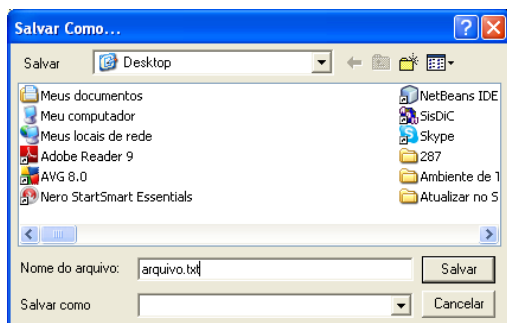 Salvar Como...
Salvar Desktop
Meus documentos
Meu computador
Meus locais de rede
Adobe Reader 9
AVG 8.0
Nero StartSmart Essentials
NetBeans IDE
SisDiC
Skype
287
Ambiente de
Atualizar no S
Nome do arquivo: arquivo.txt Salvar
Salvar como Cancelar